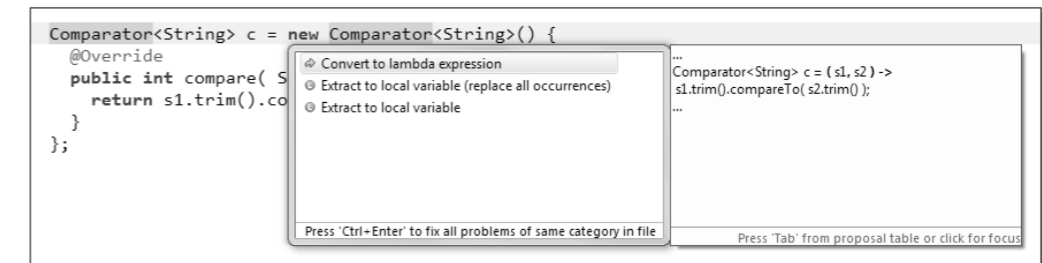 Comparator<String> c = new Comparator<String>() {
@Override
public int compare( S
return s1.trim().co
}
};
Convert to lambda expression
Extract to local variable (replace all occurrences)
Extract to local variable
Press 'Ctrl+Enter' to fix all problems of same category in file
...
Comparator<String> c = ( s1, s2 ) ->
s1.trim().compareTo( s2.trim() );
...
Press 'Tab' from proposal table or click for focus